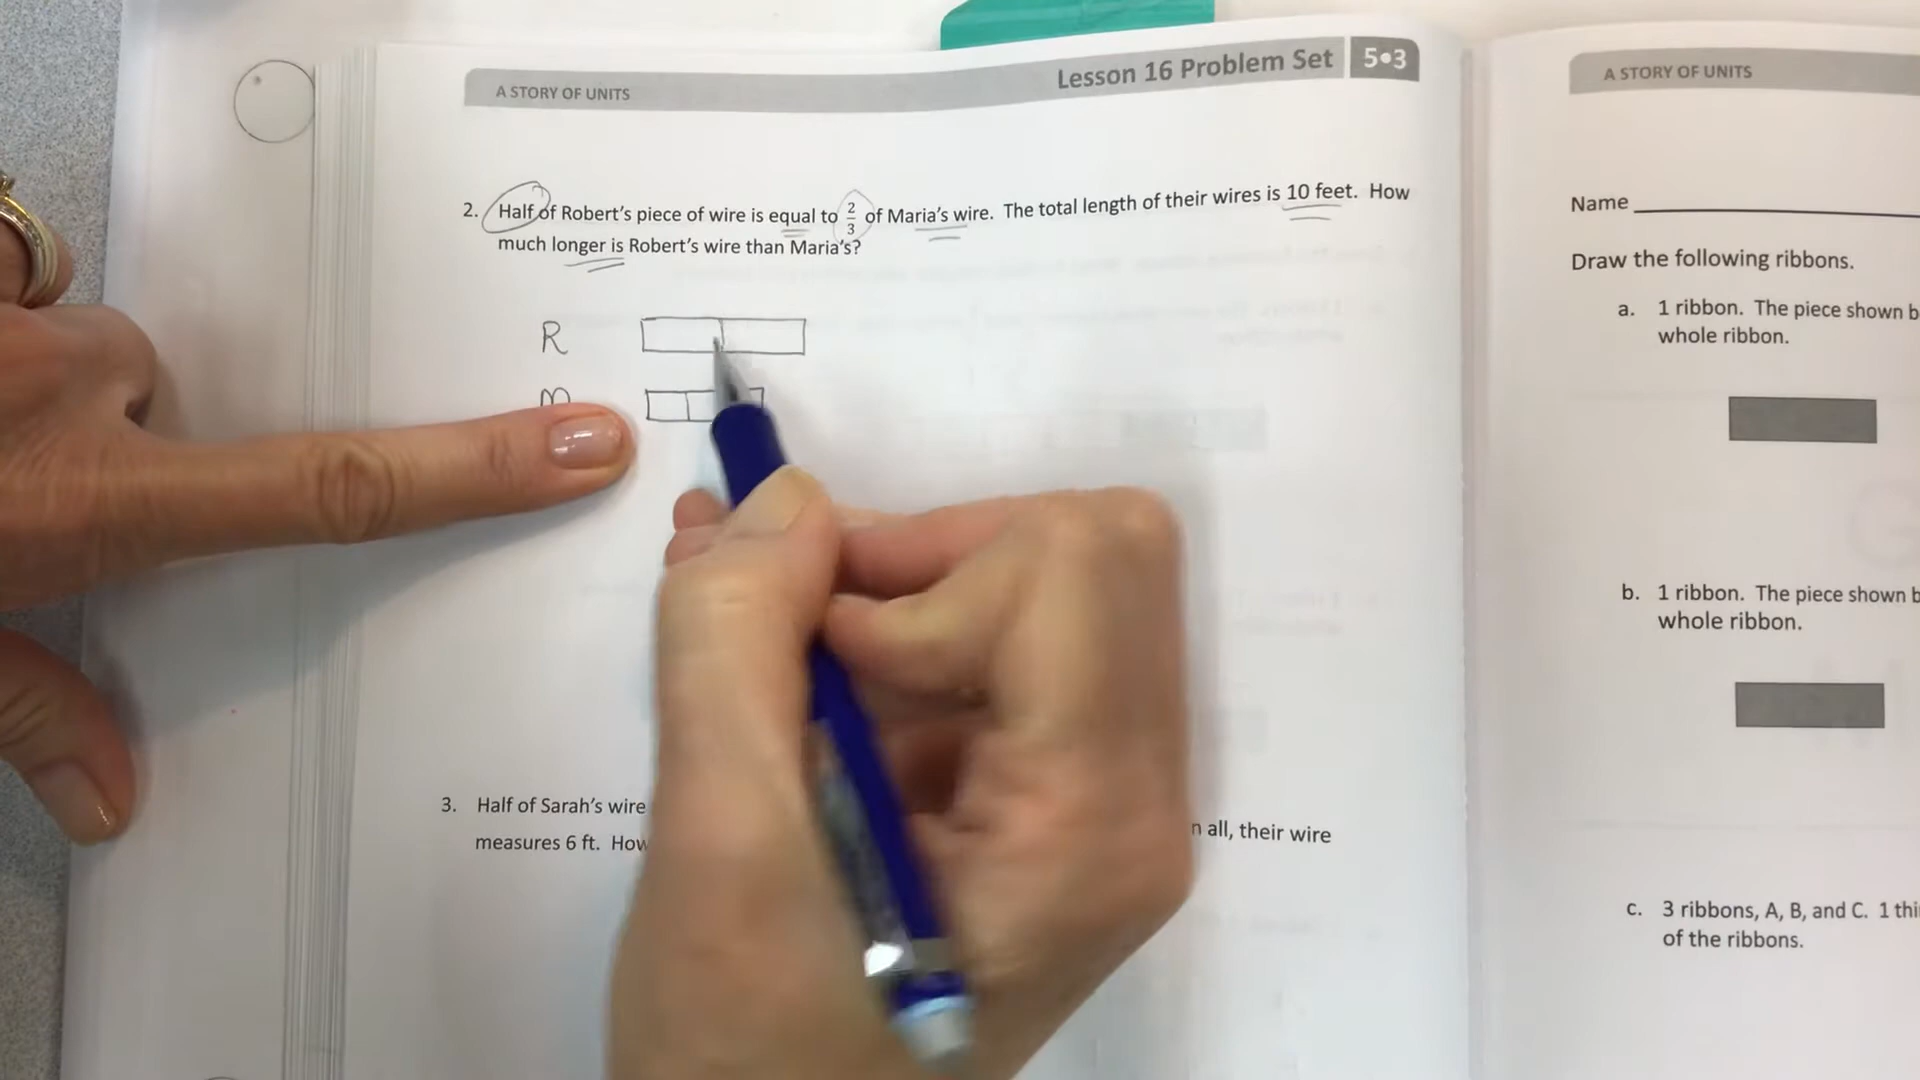 A STORY OF UNITS
Lesson 16 Problem Set 5•3
2. Half of Robert's piece of wire is equal to 2/3 of Maria's wire. The total length of their wires is 10 feet. How
much longer is Robert's wire than Maria's?
R
m
3. Half of Sarah's wire
n all, their wire
measures 6 ft. How
A STORY OF UNITS
Name
Draw the following ribbons.
a. 1 ribbon. The piece shown b
whole ribbon.
b. 1 ribbon. The piece shown b
whole ribbon.
c. 3 ribbons, A, B, and C. 1 thi
of the ribbons.